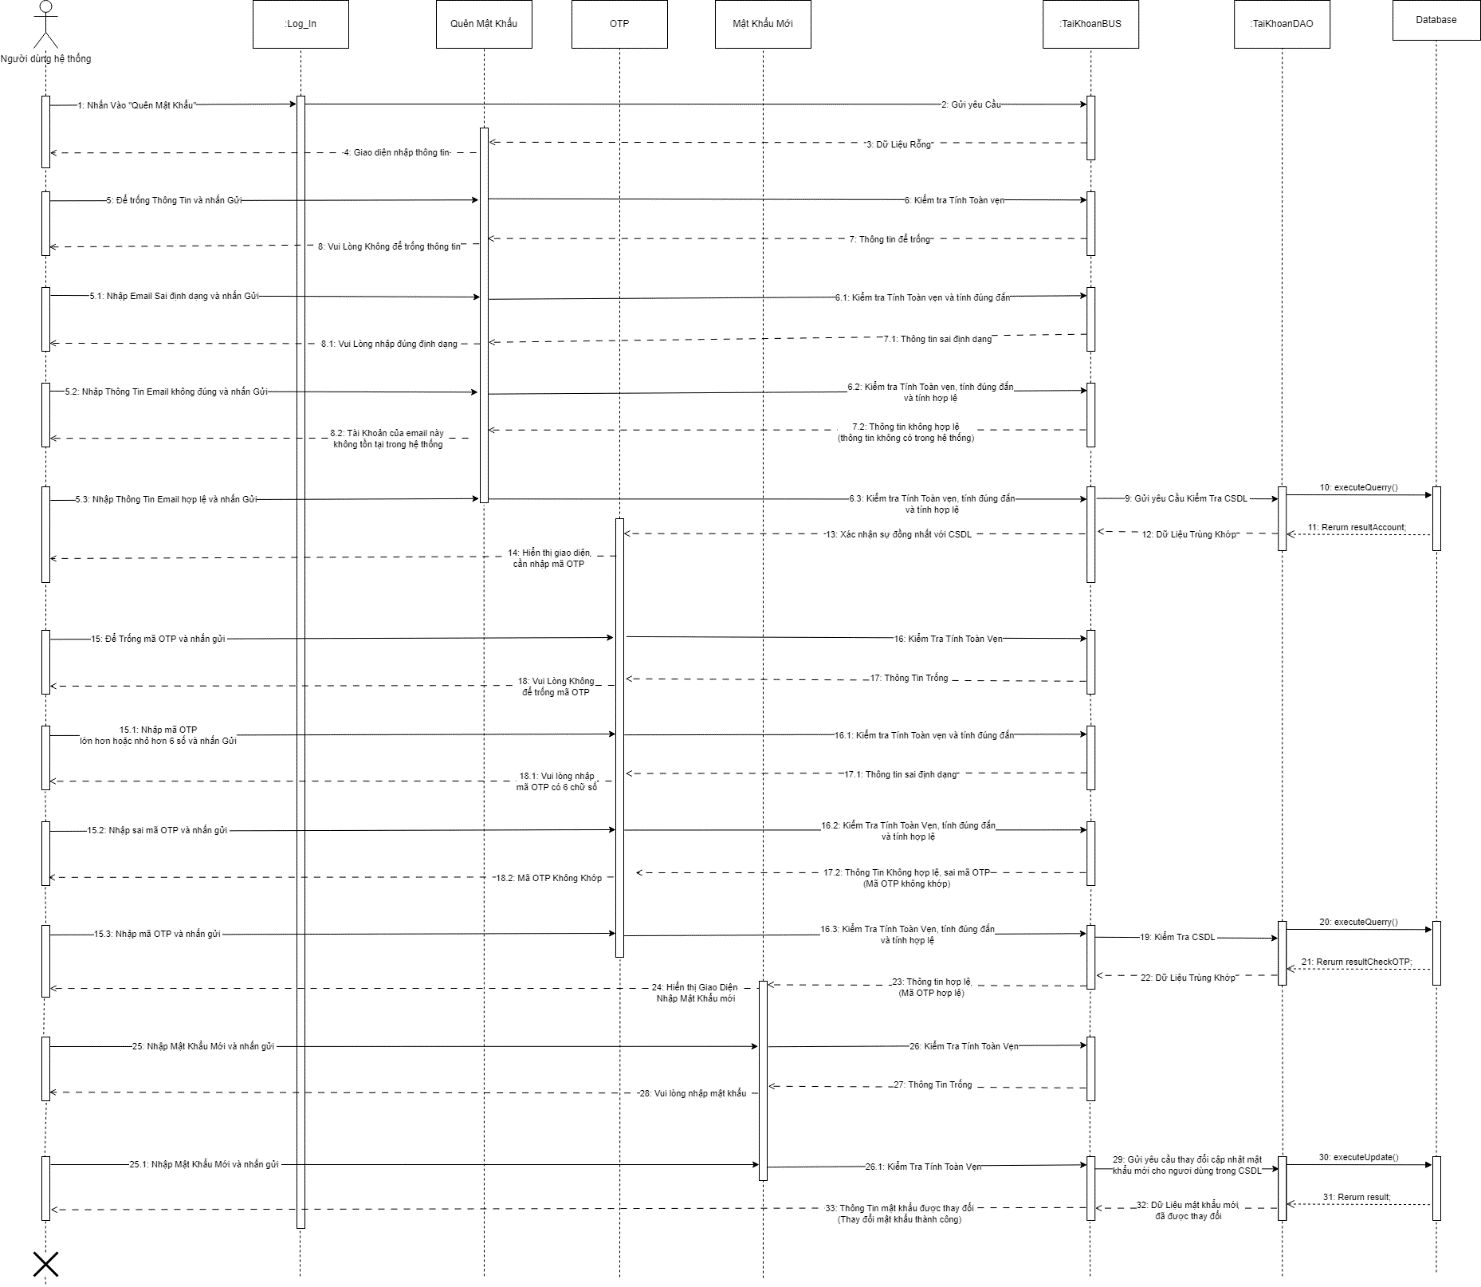 :Log_In
Quên Mật Khẩu
OTP
Mật Khẩu Mới
:TaiKhoanBUS
:TaiKhoanDAO
Database
Người dùng hệ thống
1: Nhấn Vào "Quên Mật Khẩu"
2: Gửi yêu Cầu
3: Dữ Liệu Rỗng
4: Giao diện nhập thông tin
5: Để trống Thông Tin và nhấn Gửi
6: Kiểm tra Tính Toàn vẹn
7: Thông tin để trống
8: Vui Lòng Không để trống thông tin
5.1: Nhập Email Sai định dạng và nhấn Gửi
6.1: Kiểm tra Tính Toàn vẹn và tính đúng đắn
7.1: Thông tin sai định dạng
8.1: Vui Lòng nhập đúng định dạng
5.2: Nhập Thông Tin Email không đúng và nhấn Gửi
6.2: Kiểm tra Tính Toàn vẹn, tính đúng đắn
và tính hợp lệ
7.2: Thông tin không hợp lệ
(thông tin không có trong hệ thống)
8.2: Tài Khoản của email này
không tồn tại trong hệ thống
5.3: Nhập Thông Tin Email hợp lệ và nhấn Gửi
6.3: Kiểm tra Tính Toàn vẹn, tính đúng đắn
và tính hợp lệ
9: Gửi yêu Cầu Kiểm Tra CSDL
10: executeQuerry()
11: Rerurn resultAccount;
12: Dữ Liệu Trùng Khớp
13: Xác nhận sự đồng nhất với CSDL
14: Hiển thị giao diện,
cần nhập mã OTP
15: Để Trống mã OTP và nhấn gửi
16: Kiểm Tra Tính Toàn Vẹn
17: Thông Tin Trống
18: Vui Lòng Không
để trống mã OTP
15.1: Nhập mã OTP
lớn hơn hoặc nhỏ hơn 6 số và nhấn Gửi
16.1: Kiểm tra Tính Toàn vẹn và tính đúng đắn
17.1: Thông tin sai định dạng
18.1: Vui lòng nhập
mã OTP có 6 chữ số
15.2: Nhập sai mã OTP và nhấn gửi
16.2: Kiểm Tra Tính Toàn Vẹn, tính đúng đắn
và tính hợp lệ
17.2: Thông Tin Không hợp lệ, sai mã OTP
(Mã OTP không khớp)
18.2: Mã OTP Không Khớp
15.3: Nhập mã OTP và nhấn gửi
16.3: Kiểm Tra Tính Toàn Vẹn, tính đúng đắn
và tính hợp lệ
19: Kiểm Tra CSDL
20: executeQuerry()
21: Rerurn resultCheckOTP;
22: Dữ Liệu Trùng Khớp
23: Thông tin hợp lệ
(Mã OTP hợp lệ)
24: Hiển thị Giao Diện
Nhập Mật Khẩu mới
25: Nhập Mật Khẩu Mới và nhấn gửi
26: Kiểm Tra Tính Toàn Vẹn
27: Thông Tin Trống
28: Vui lòng nhập mật khẩu
25.1: Nhập Mật Khẩu Mới và nhấn gửi
26.1: Kiểm Tra Tính Toàn Vẹn
29: Gửi yêu cầu thay đổi cập nhật mật
khẩu mới cho ngươi dùng trong CSDL
30: executeUpdate()
31: Rerurn result;
32: Dữ Liệu mật khẩu mới
đã được thay đổi
33: Thông Tin mật khẩu được thay đổi
(Thay đổi mật khẩu thành công)